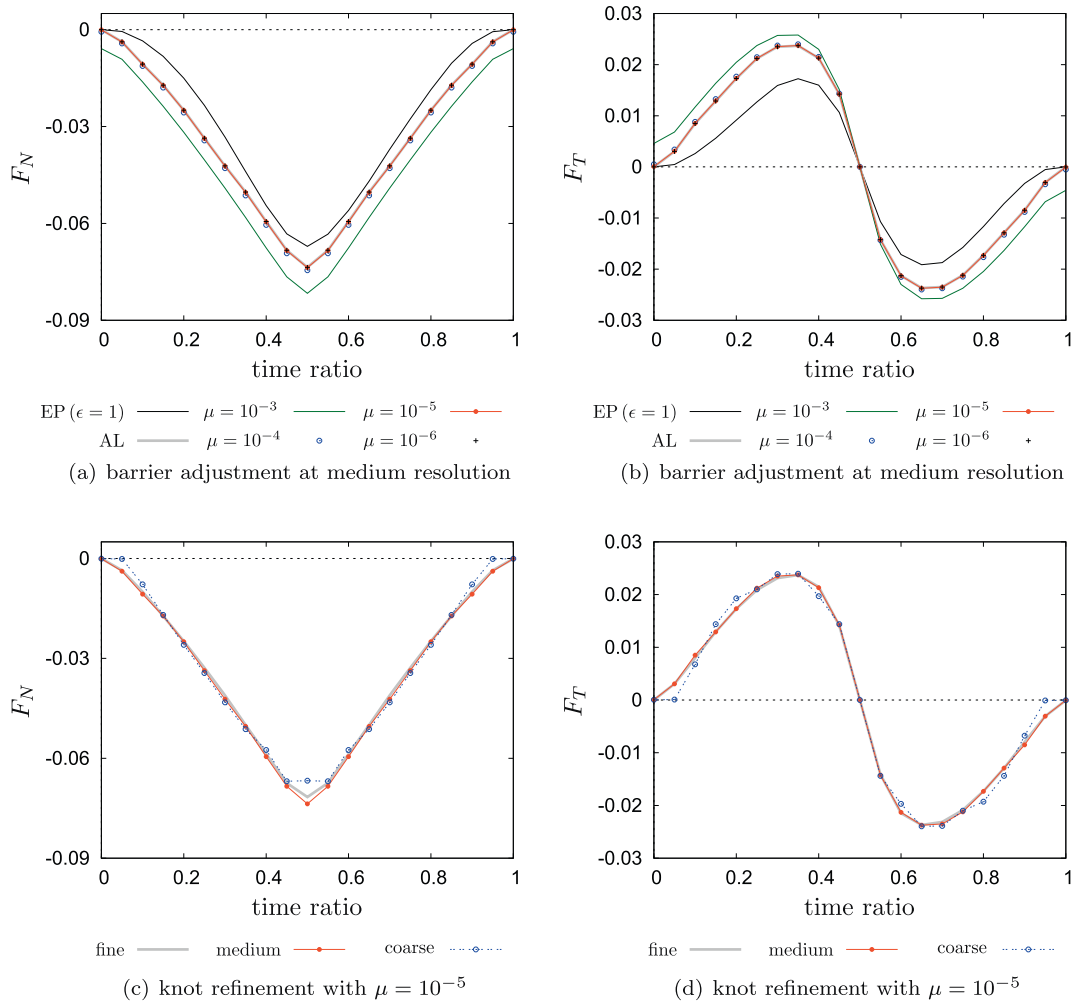 0
-0.03
-0.06
-0.09
F_N
0 0.2 0.4 0.6 0.8 1
time ratio
EP (ϵ = 1) μ = 10^{-3} μ = 10^{-5}
AL μ = 10^{-4} μ = 10^{-6}
(a) barrier adjustment at medium resolution
0.03
0.02
0.01
0
-0.01
-0.02
-0.03
F_T
0 0.2 0.4 0.6 0.8 1
time ratio
EP (ϵ = 1) μ = 10^{-3} μ = 10^{-5}
AL μ = 10^{-4} μ = 10^{-6}
(b) barrier adjustment at medium resolution
0
-0.03
-0.06
-0.09
F_N
0 0.2 0.4 0.6 0.8 1
time ratio
fine medium coarse
(c) knot refinement with μ = 10^{-5}
0.03
0.02
0.01
0
-0.01
-0.02
-0.03
F_T
0 0.2 0.4 0.6 0.8 1
time ratio
fine medium coarse
(d) knot refinement with μ = 10^{-5}